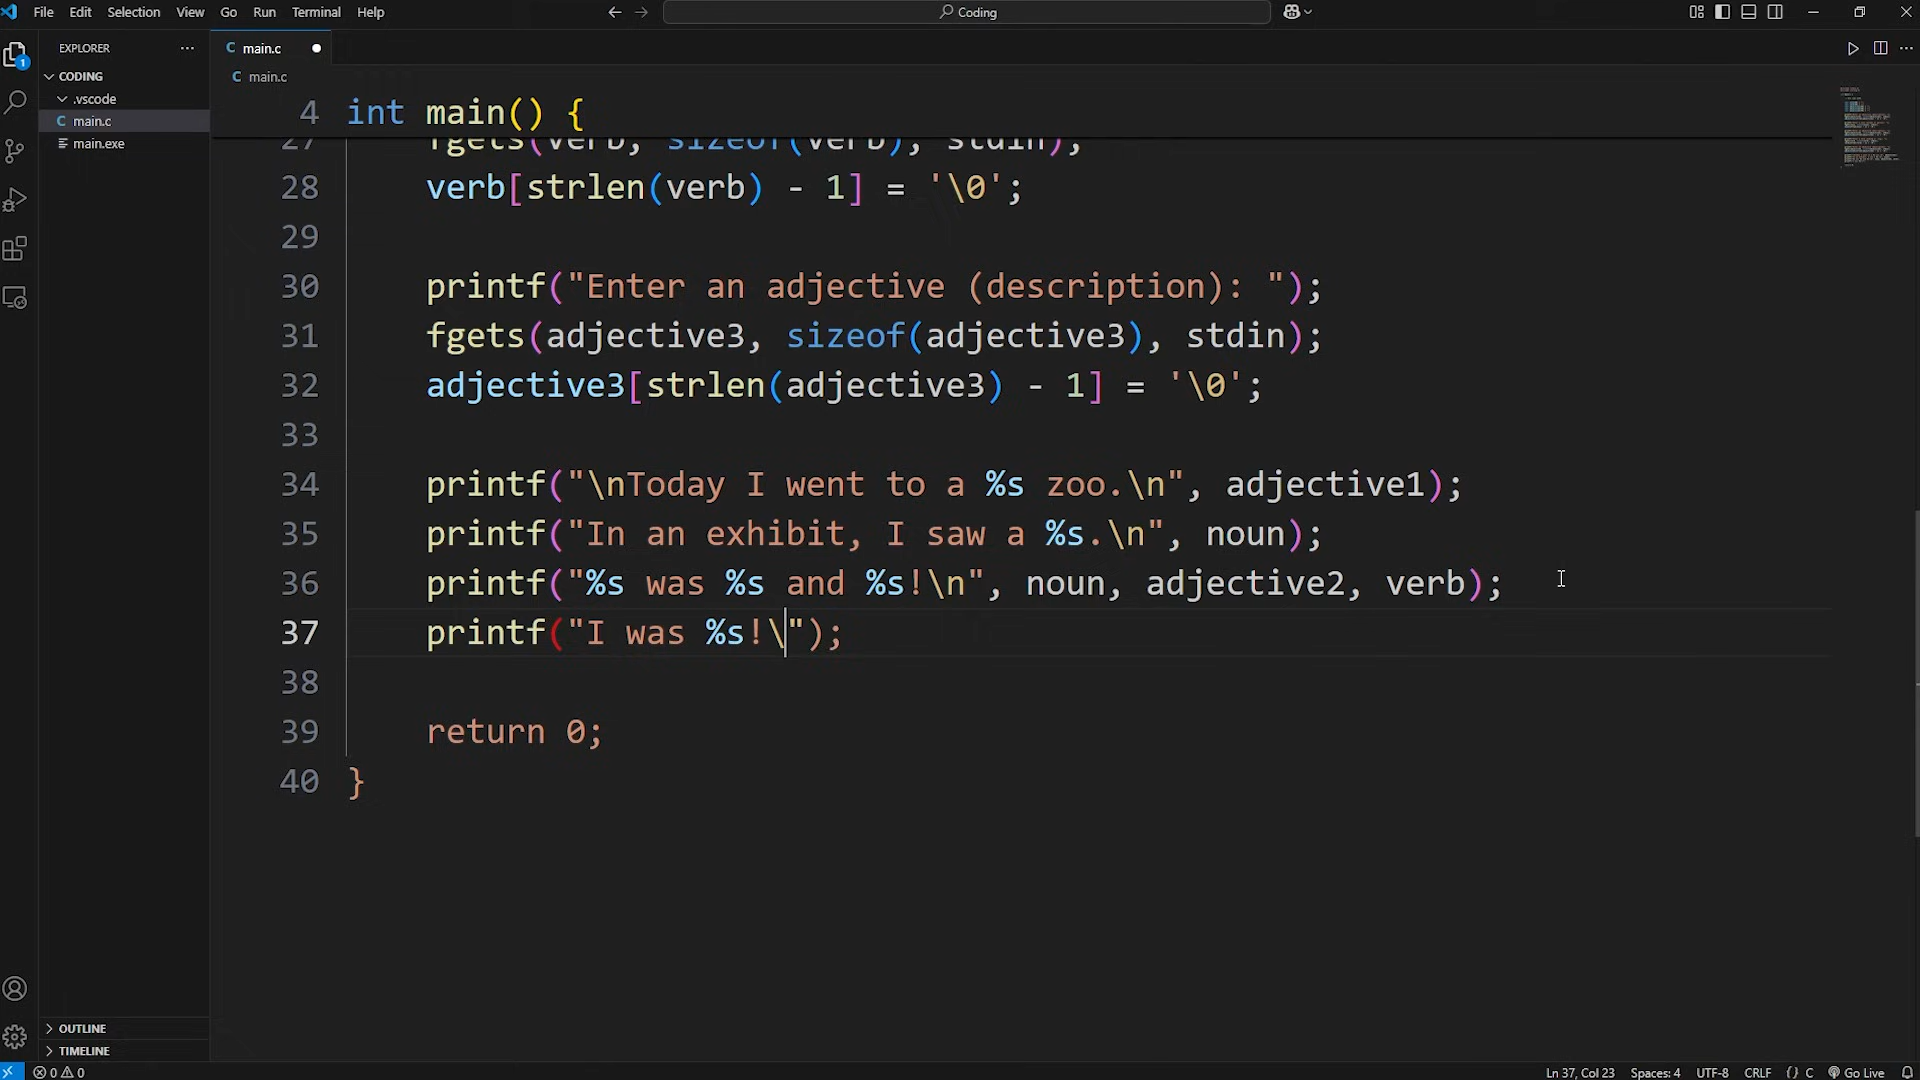 File Edit Selection View Go Run Terminal Help
Coding
EXPLORER
CODING
.vscode
C main.c
main.exe
OUTLINE
TIMELINE
1
C main.c
C main.c
4 int main() {
27 fgets(verb, sizeof(verb), stdin);
28 verb[strlen(verb) - 1] = '\0';
29
30 printf("Enter an adjective (description): ");
31 fgets(adjective3, sizeof(adjective3), stdin);
32 adjective3[strlen(adjective3) - 1] = '\0';
33
34 printf("\nToday I went to a %s zoo.\n", adjective1);
35 printf("In an exhibit, I saw a %s.\n", noun);
36 printf("%s was %s and %s!\n", noun, adjective2, verb);
37 printf("I was %s!\");
38
39 return 0;
40 }
0 0 Ln 37, Col 23 Spaces: 4 UTF-8 CRLF {} C Go Live